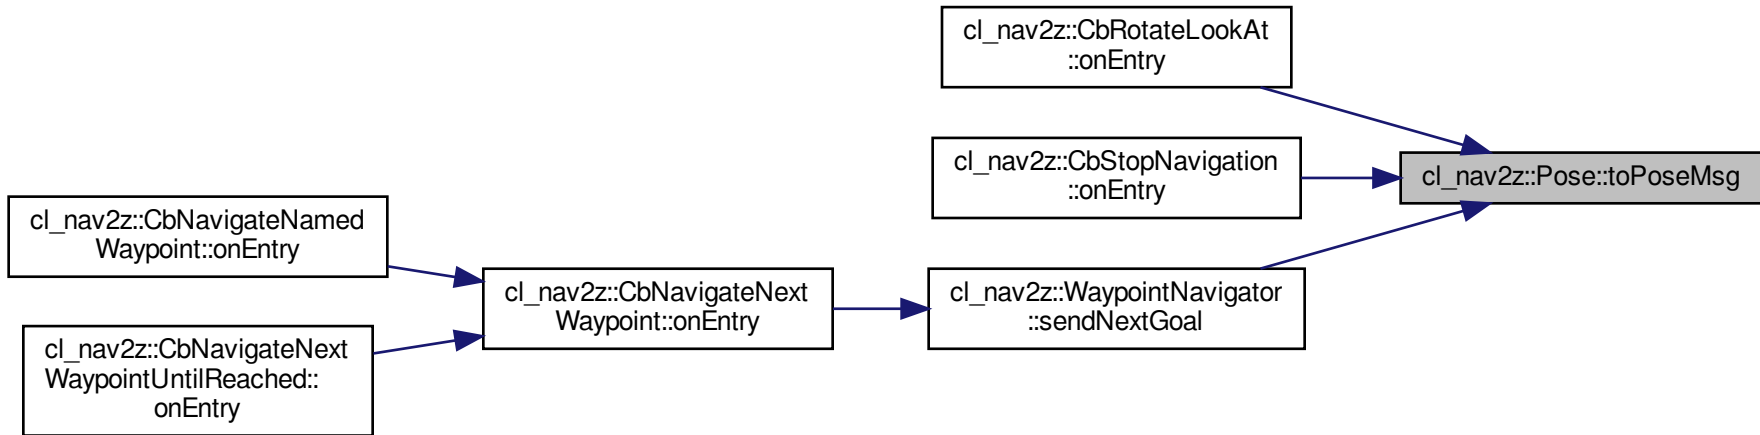 cl_nav2z::CbRotateLookAt
::onEntry
cl_nav2z::CbStopNavigation
::onEntry
cl_nav2z::Pose::toPoseMsg
cl_nav2z::CbNavigateNamed
Waypoint::onEntry
cl_nav2z::CbNavigateNext
Waypoint::onEntry
cl_nav2z::WaypointNavigator
::sendNextGoal
cl_nav2z::CbNavigateNext
WaypointUntilReached::
onEntry